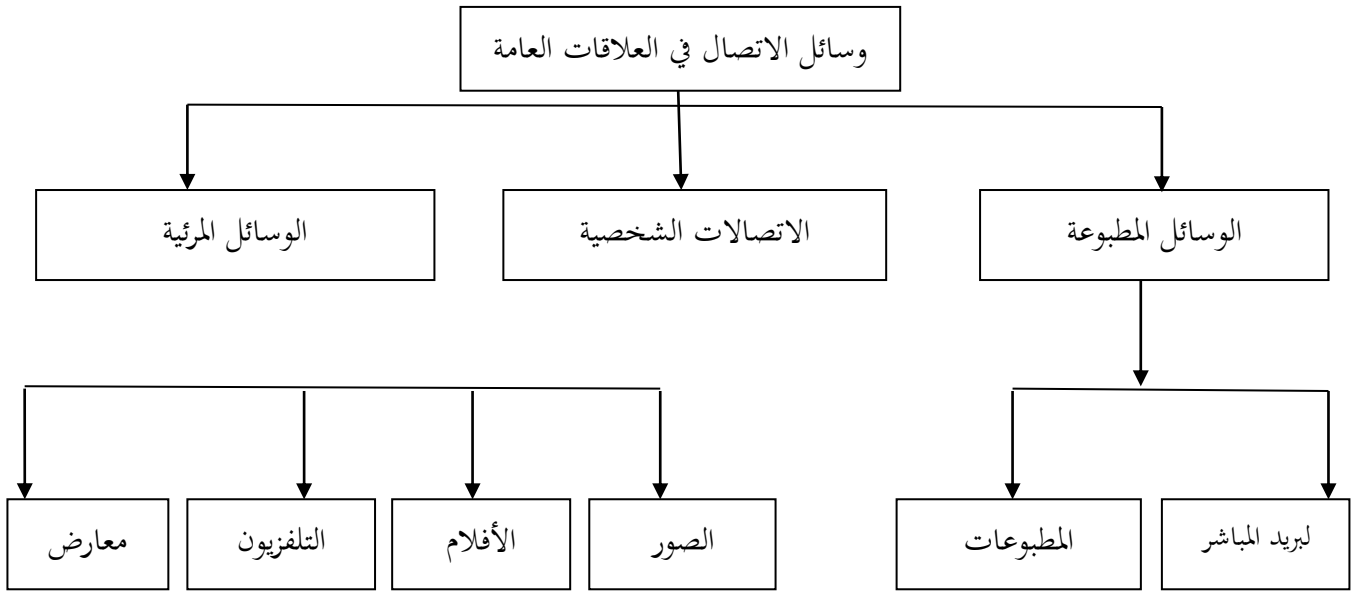 وسائل الاتصال في العلاقات العامة
الوسائل المطبوعة
الاتصالات الشخصية
الوسائل المرئية
لبريد المباشر
المطبوعات
الصور
الأفلام
التلفزيون
معارض